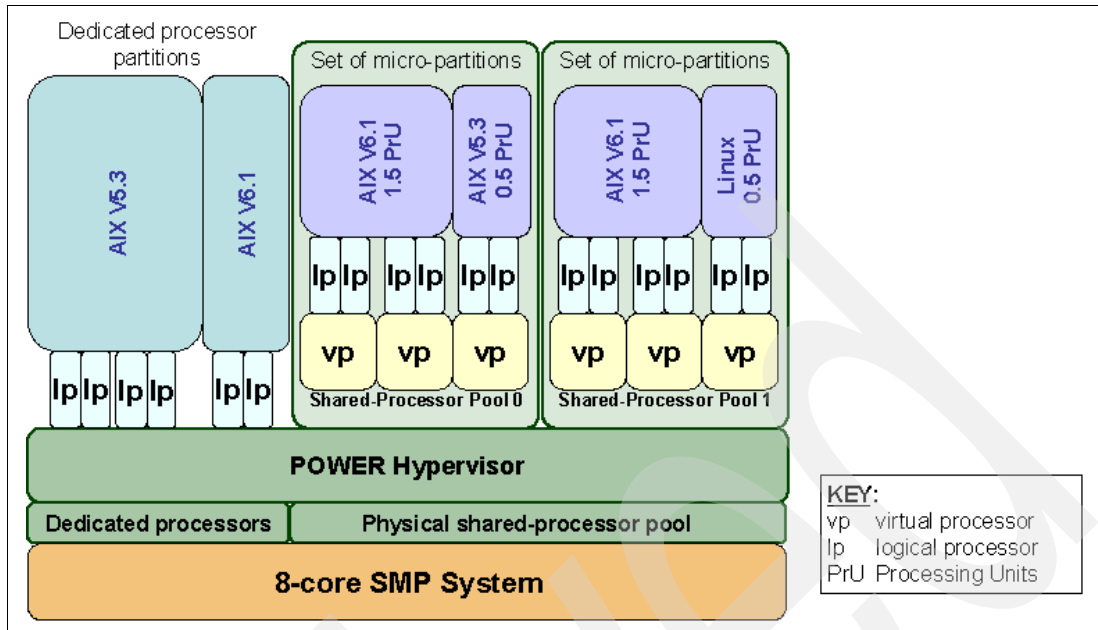 Dedicated processor
partitions
AIX V5.3
AIX V6.1
Set of micro-partitions
AIX V6.1
1.5 PrU
AIX V5.3
0.5 PrU
lp lp lp lp lp lp
vp vp vp
Shared-Processor Pool 0
Set of micro-partitions
AIX V6.1
1.5 PrU
Linux
0.5 PrU
lp lp lp lp lp lp
vp vp vp
Shared-Processor Pool 1
lp lp lp lp lp lp
POWER Hypervisor
Dedicated processors
Physical shared-processor pool
8-core SMP System
KEY:
vp virtual processor
lp logical processor
PrU Processing Units